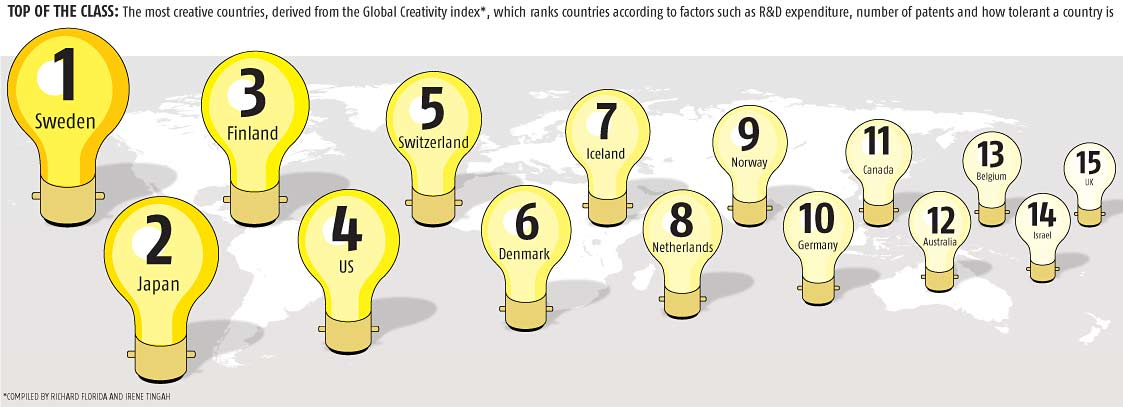 TOP OF THE CLASS: The most creative countries, derived from the Global Creativity index*, which ranks countries according to factors such as R&D expenditure, number of patents and how tolerant a country is
1
Sweden
2
Japan
3
Finland
4
US
5
Switzerland
6
Denmark
7
Iceland
8
Netherlands
9
Norway
10
Germany
11
Canada
12
Australia
13
Belgium
14
Israel
15
UK
*COMPILED BY RICHARD FLORIDA AND IRENE TINGAH